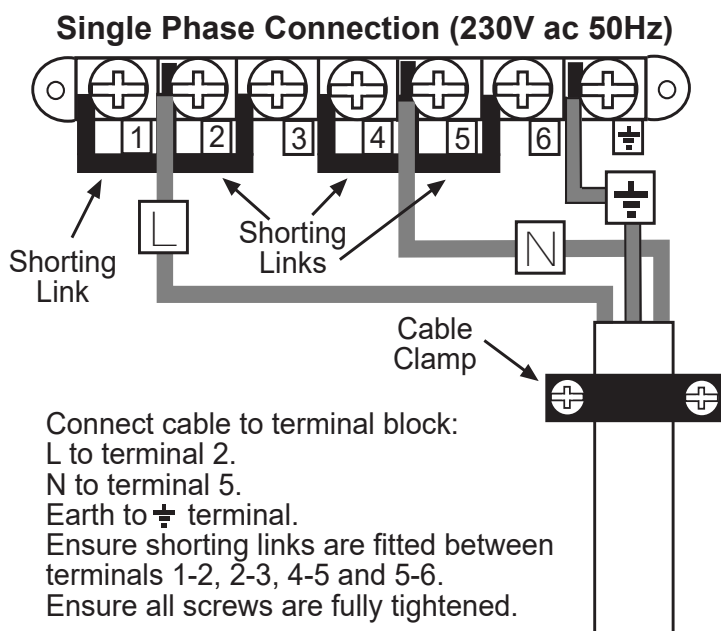 Single Phase Connection (230V ac 50Hz)
1 2 3 4 5 6 ⏚
L
Shorting
Link
Shorting
Links
N
⏚
Cable
Clamp
Connect cable to terminal block:
L to terminal 2.
N to terminal 5.
Earth to ⏚ terminal.
Ensure shorting links are fitted between
terminals 1-2, 2-3, 4-5 and 5-6.
Ensure all screws are fully tightened.